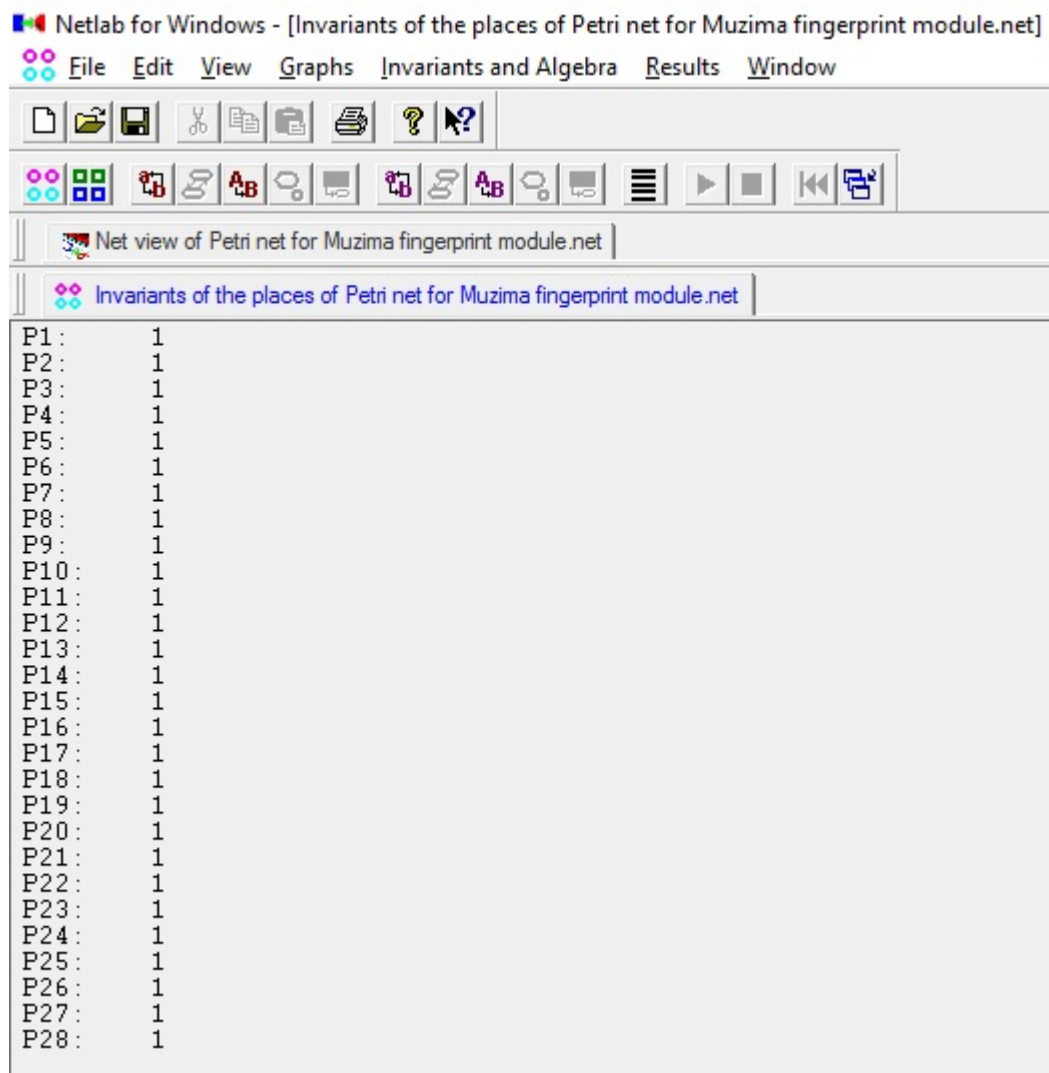 Netlab for Windows - [Invariants of the places of Petri net for Muzima fingerprint module.net]
File Edit View Graphs Invariants and Algebra Results Window
Net view of Petri net for Muzima fingerprint module.net
Invariants of the places of Petri net for Muzima fingerprint module.net
P1: 1
P2: 1
P3: 1
P4: 1
P5: 1
P6: 1
P7: 1
P8: 1
P9: 1
P10: 1
P11: 1
P12: 1
P13: 1
P14: 1
P15: 1
P16: 1
P17: 1
P18: 1
P19: 1
P20: 1
P21: 1
P22: 1
P23: 1
P24: 1
P25: 1
P26: 1
P27: 1
P28: 1